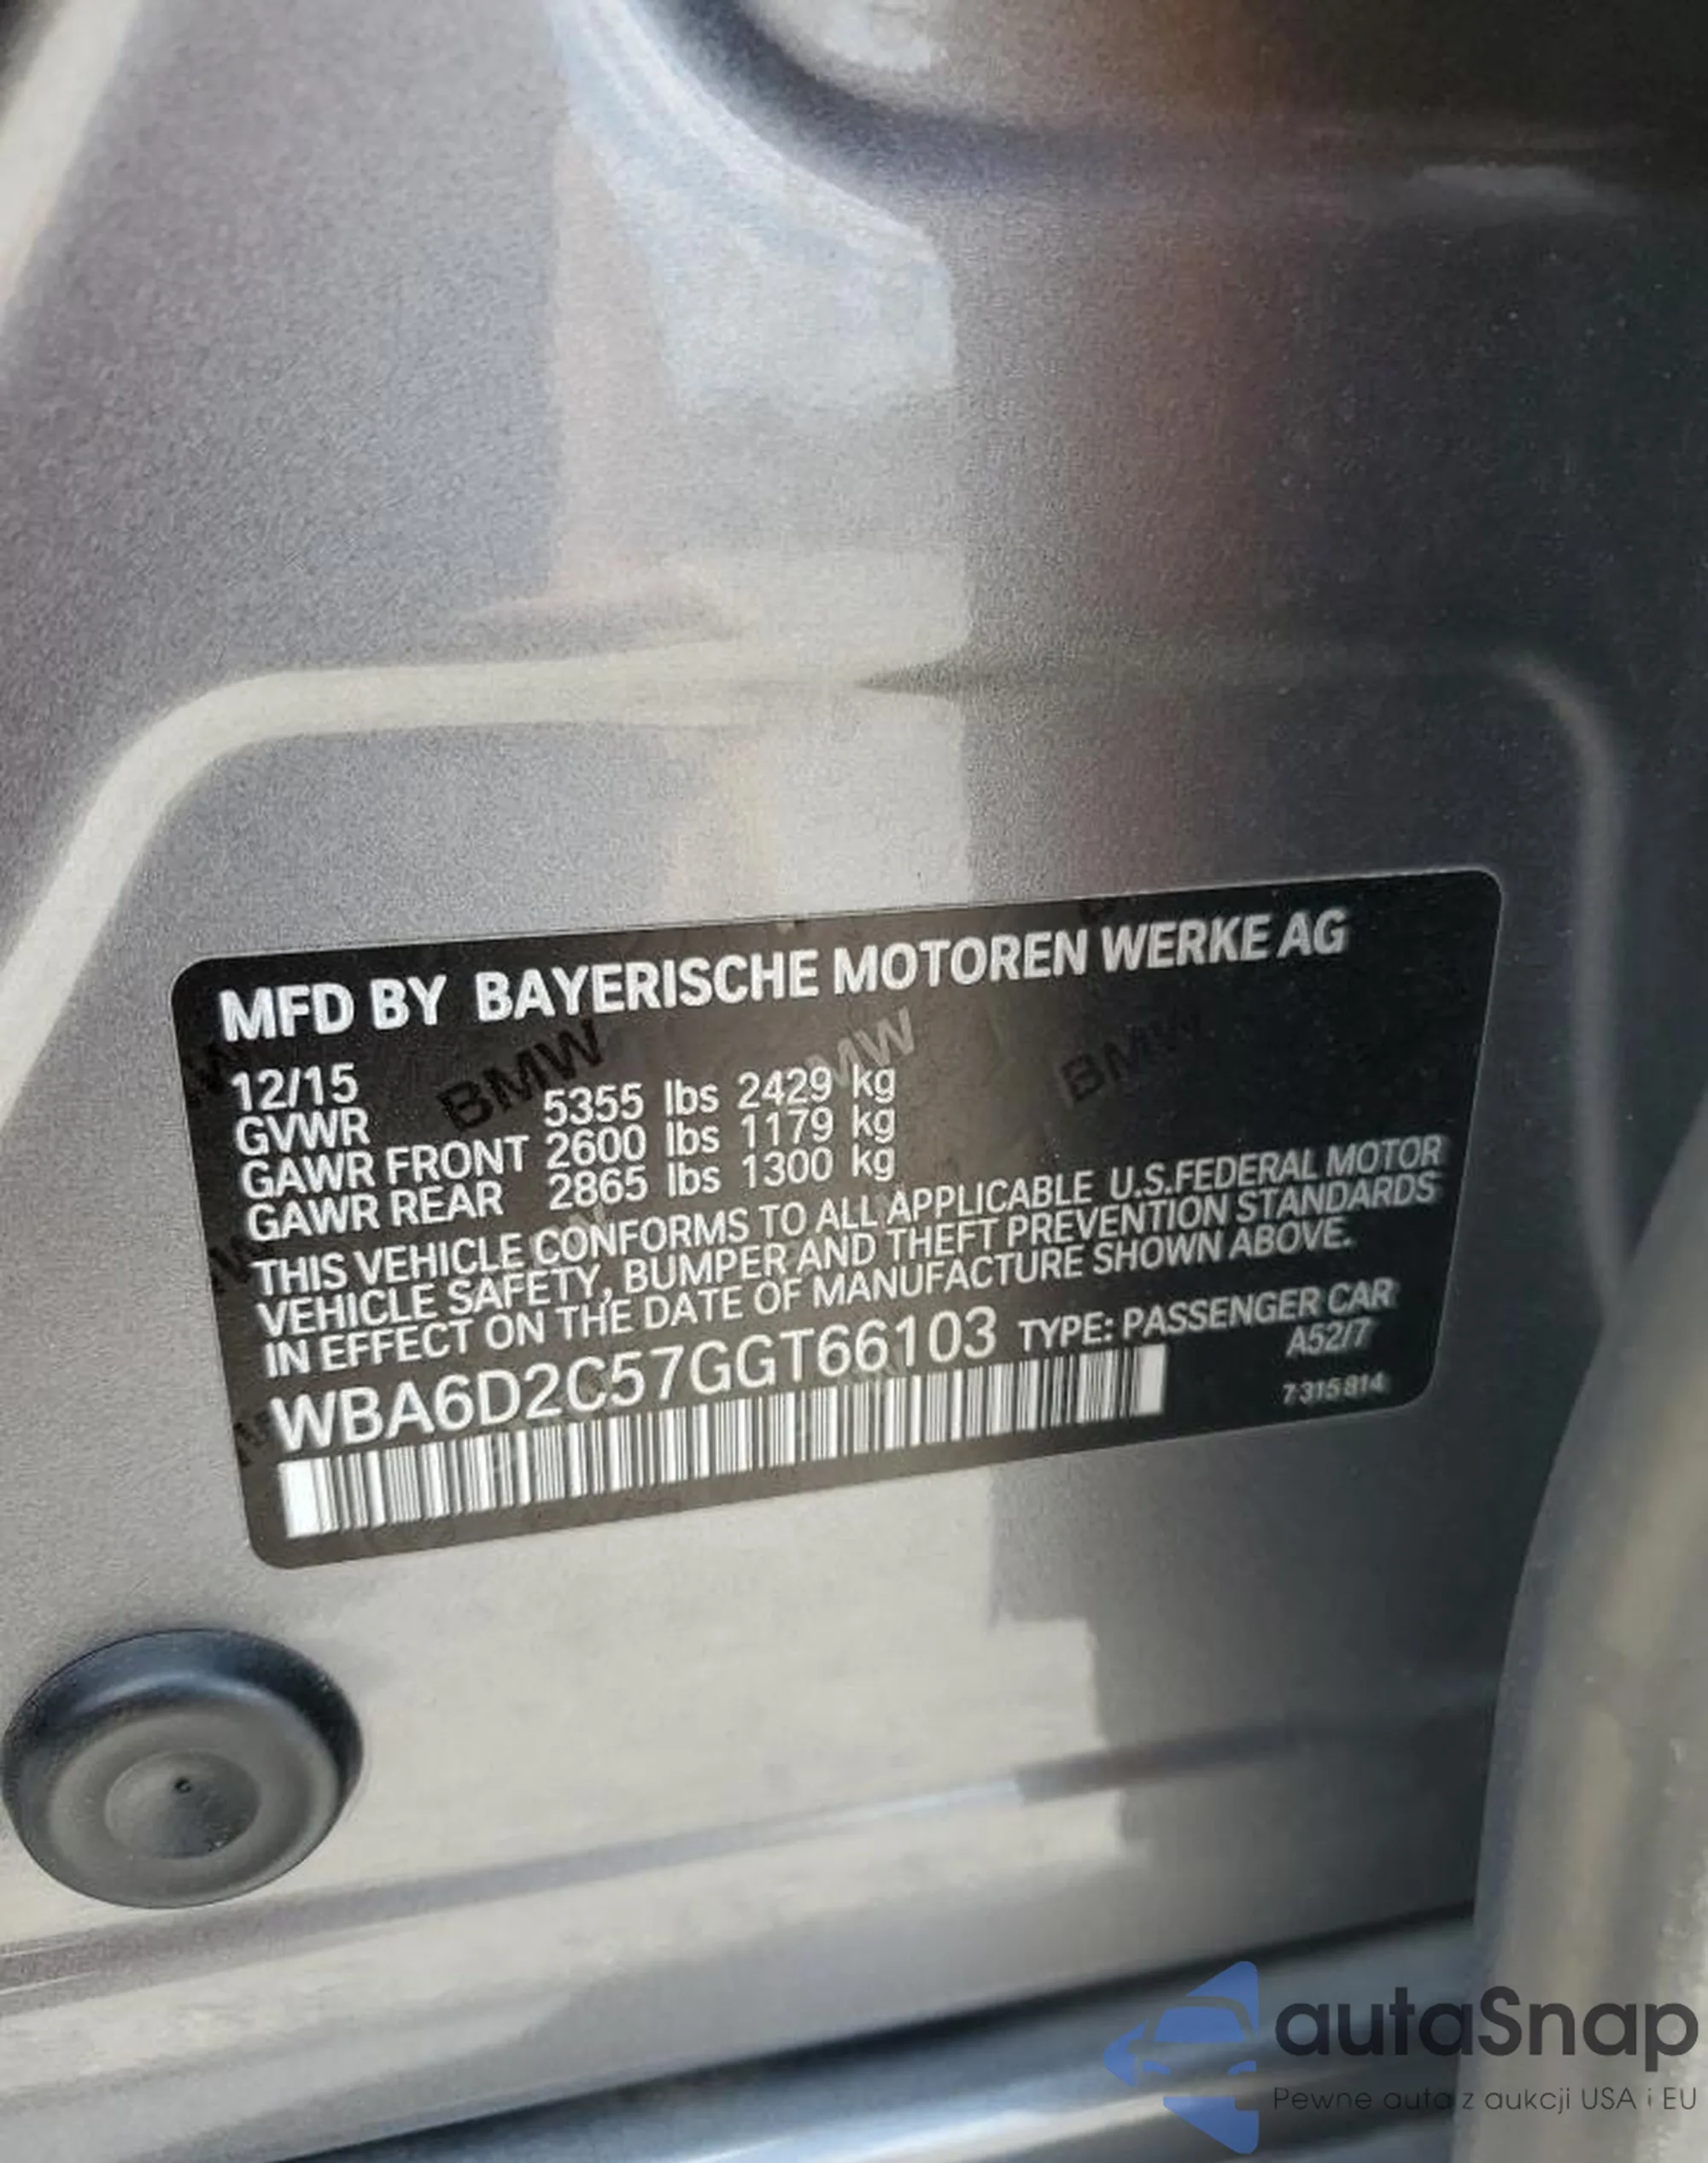 MFD BY BAYERISCHE MOTOREN WERKE AG
12/15
GVWR 5355 lbs 2429 kg
GAWR FRONT 2600 lbs 1179 kg
GAWR REAR 2865 lbs 1300 kg
THIS VEHICLE CONFORMS TO ALL APPLICABLE U.S.FEDERAL MOTOR
VEHICLE SAFETY, BUMPER AND THEFT PREVENTION STANDARDS
IN EFFECT ON THE DATE OF MANUFACTURE SHOWN ABOVE.
WBA6D2C57GGT66103 TYPE: PASSENGER CAR
A52/7
7 315 814
BMW
BMW
BMW
autaSnap
Pewne auta z aukcji USA i EU